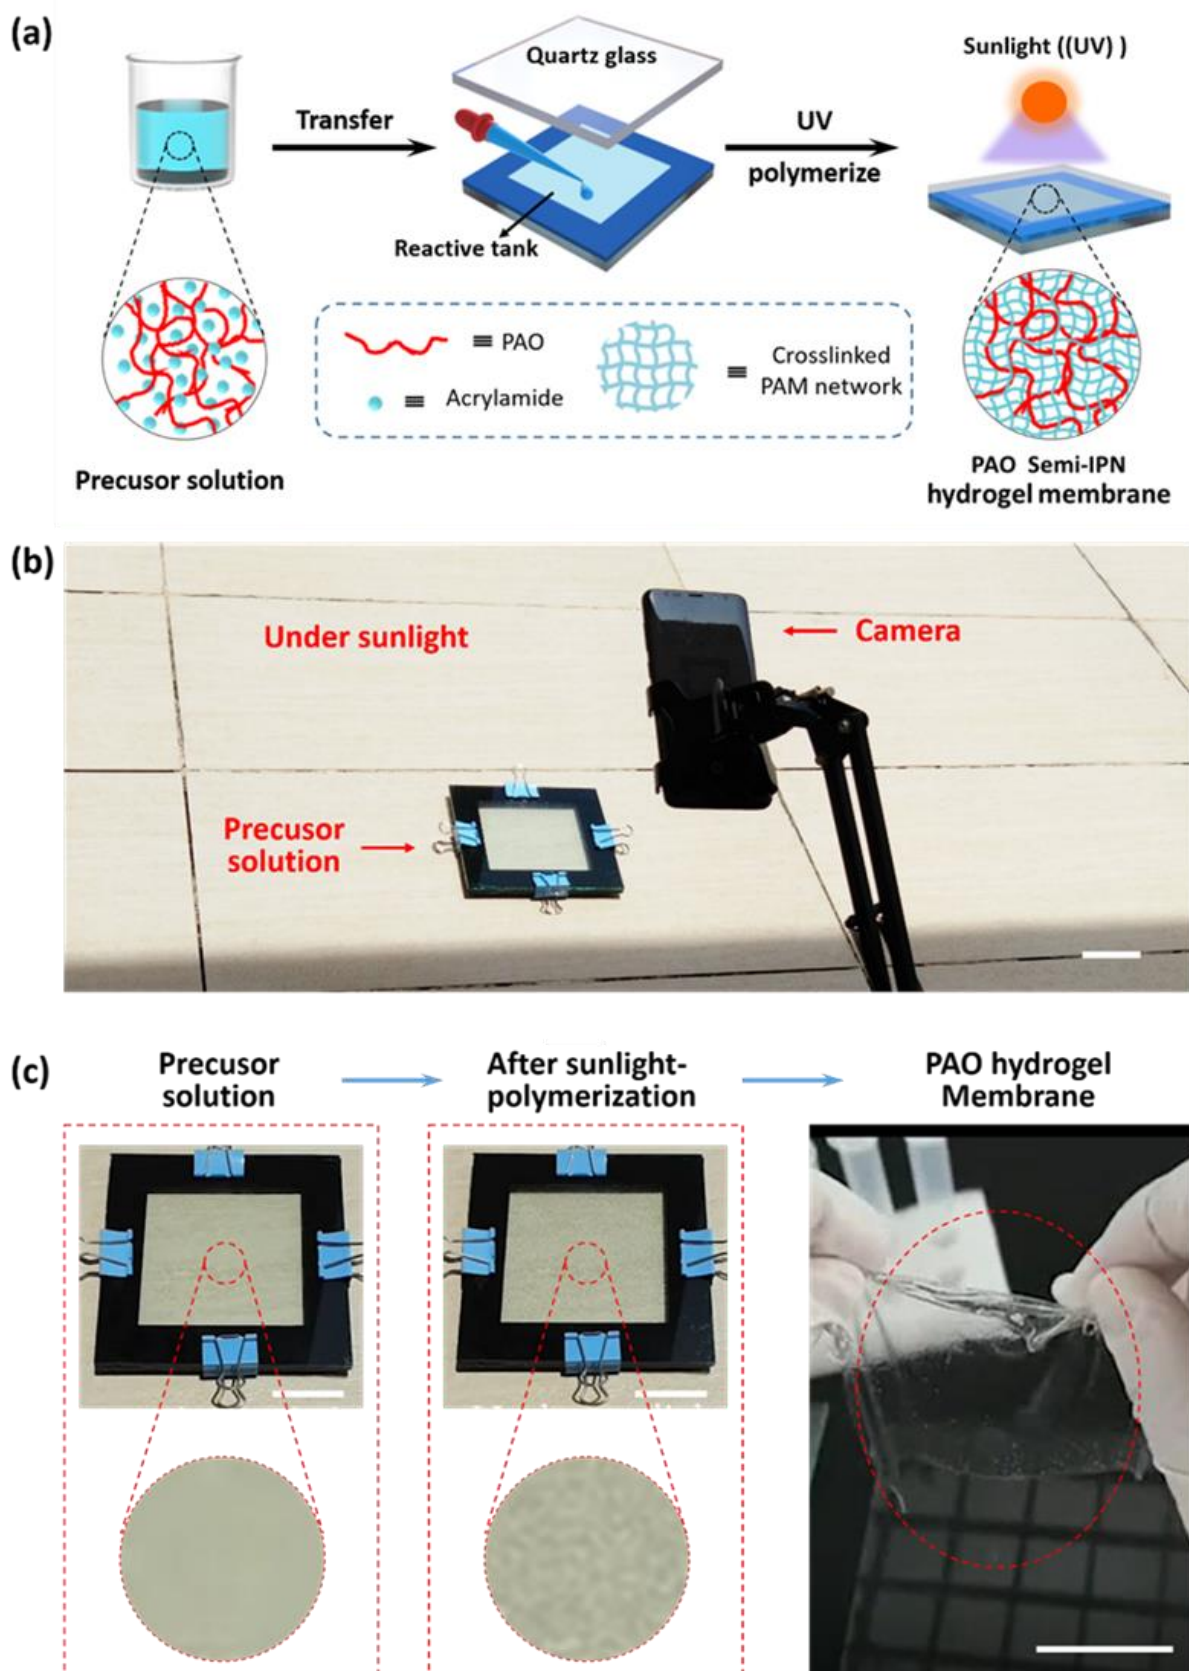 (a)
Quartz glass
Sunlight ((UV) )
Transfer
UV
polymerize
Reactive tank
≡ PAO
≡ Acrylamide
≡ Crosslinked
PAM network
Precusor solution
PAO Semi-IPN
hydrogel membrane
(b)
Under sunlight
Camera
Precusor
solution
(c)
Precusor
solution
After sunlight-
polymerization
PAO hydrogel
Membrane